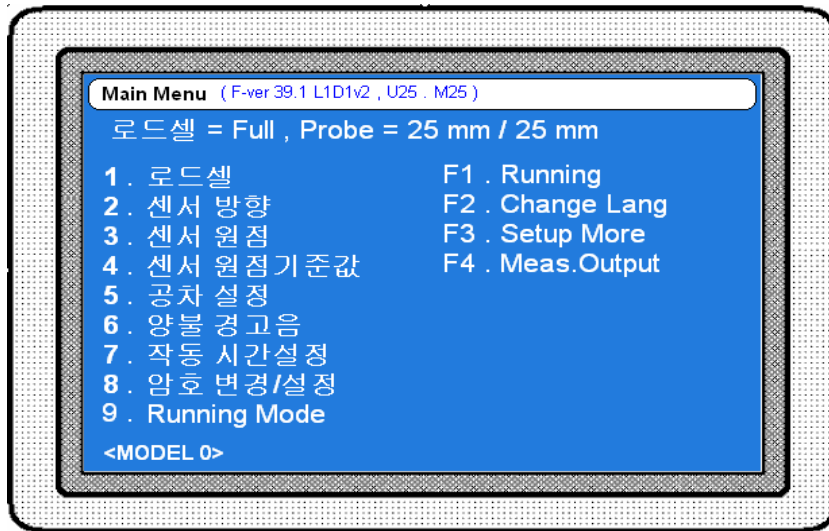 Main Menu ( F-ver 39.1 L1D1v2 , U25 . M25 )
로드셀 = Full , Probe = 25 mm / 25 mm
1 . 로드셀
2 . 센서 방향
3 . 센서 원점
4 . 센서 원점기준값
5 . 공차 설정
6 . 양불 경고음
7 . 작동 시간설정
8 . 암호 변경/설정
9 . Running Mode
F1 . Running
F2 . Change Lang
F3 . Setup More
F4 . Meas.Output
<MODEL 0>